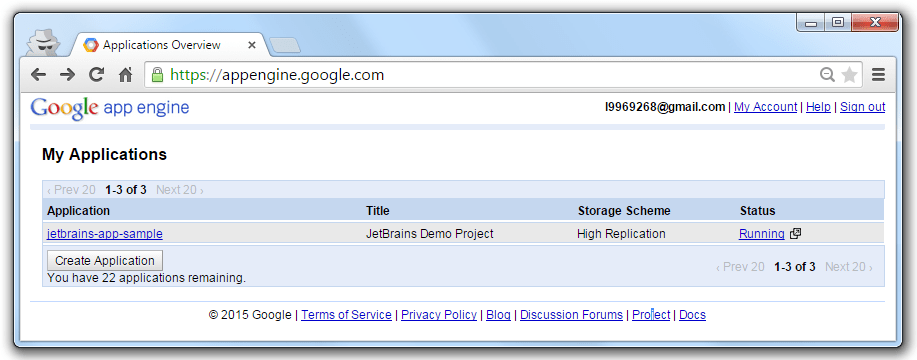 Applications Overview
https://appengine.google.com
Google app engine
l9969268@gmail.com | My Account | Help | Sign out
My Applications
‹ Prev 20 1-3 of 3 Next 20 ›
Application Title Storage Scheme Status
jetbrains-app-sample JetBrains Demo Project High Replication Running
Create Application
You have 22 applications remaining.
‹ Prev 20 1-3 of 3 Next 20 ›
© 2015 Google | Terms of Service | Privacy Policy | Blog | Discussion Forums | Project | Docs